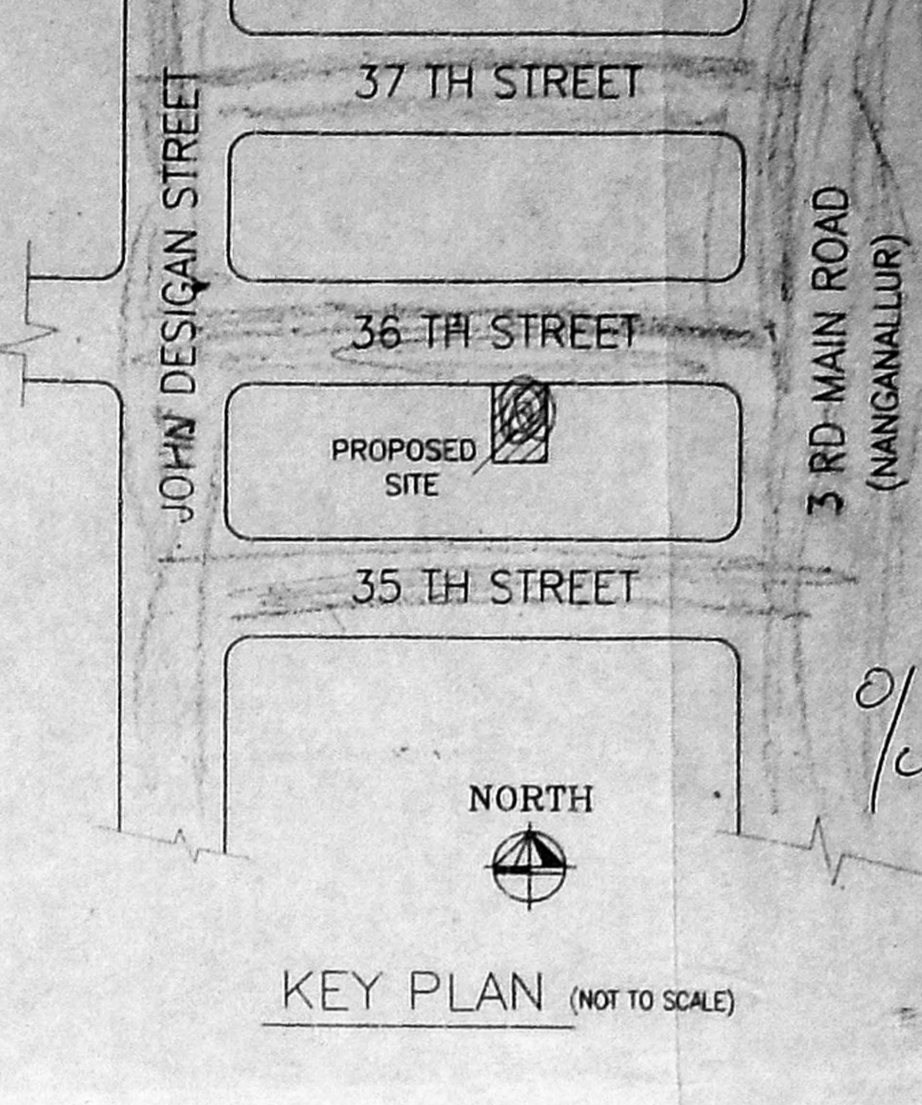 37 TH STREET
JOHN DESIGAN STREET
36 TH STREET
3 RD MAIN ROAD
(NANGANALLUR)
PROPOSED
SITE
35 TH STREET
NORTH
KEY PLAN (NOT TO SCALE)